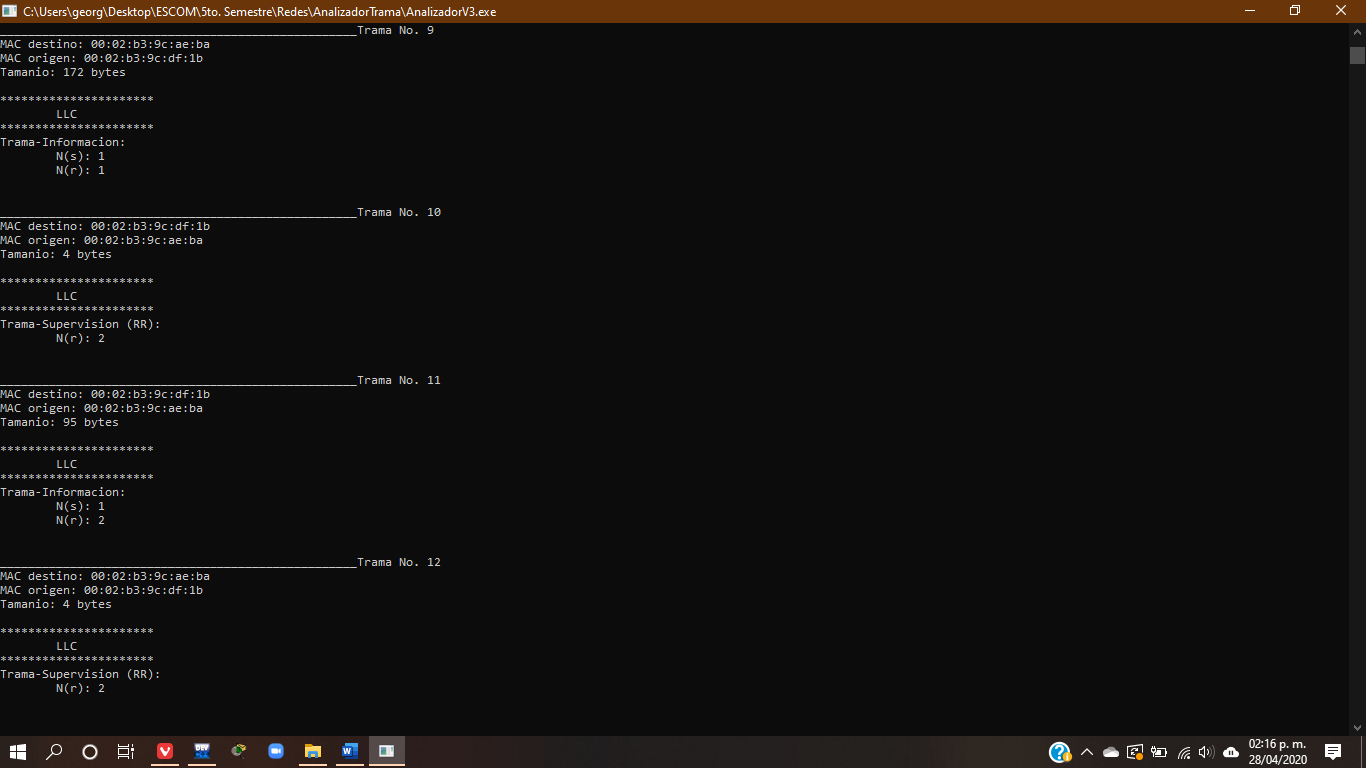 C:\Users\georg\Desktop\ESCOM\5to. Semestre\Redes\AnalizadorTrama\AnalizadorV3.exe
___________________________________________________Trama No. 9
MAC destino: 00:02:b3:9c:ae:ba
MAC origen: 00:02:b3:9c:df:1b
Tamanio: 172 bytes
**********************
LLC
**********************
Trama-Informacion:
N(s): 1
N(r): 1
___________________________________________________Trama No. 10
MAC destino: 00:02:b3:9c:df:1b
MAC origen: 00:02:b3:9c:ae:ba
Tamanio: 4 bytes
**********************
LLC
**********************
Trama-Supervision (RR):
N(r): 2
___________________________________________________Trama No. 11
MAC destino: 00:02:b3:9c:df:1b
MAC origen: 00:02:b3:9c:ae:ba
Tamanio: 95 bytes
**********************
LLC
**********************
Trama-Informacion:
N(s): 1
N(r): 2
___________________________________________________Trama No. 12
MAC destino: 00:02:b3:9c:ae:ba
MAC origen: 00:02:b3:9c:df:1b
Tamanio: 4 bytes
**********************
LLC
**********************
Trama-Supervision (RR):
N(r): 2
DEV
W
02:16 p. m.
28/04/2020